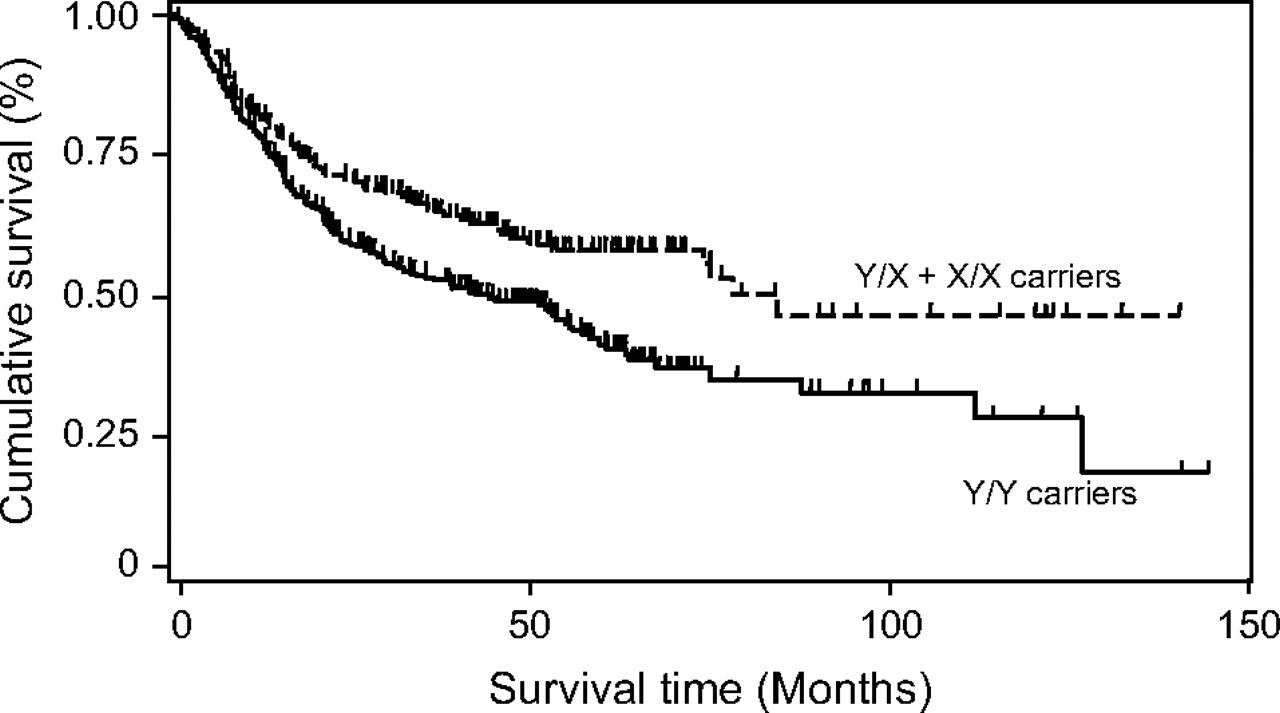 Cumulative survival (%)
1.00
0.75
0.50
0.25
0
Y/X + X/X carriers
Y/Y carriers
0
50
100
150
Survival time (Months)